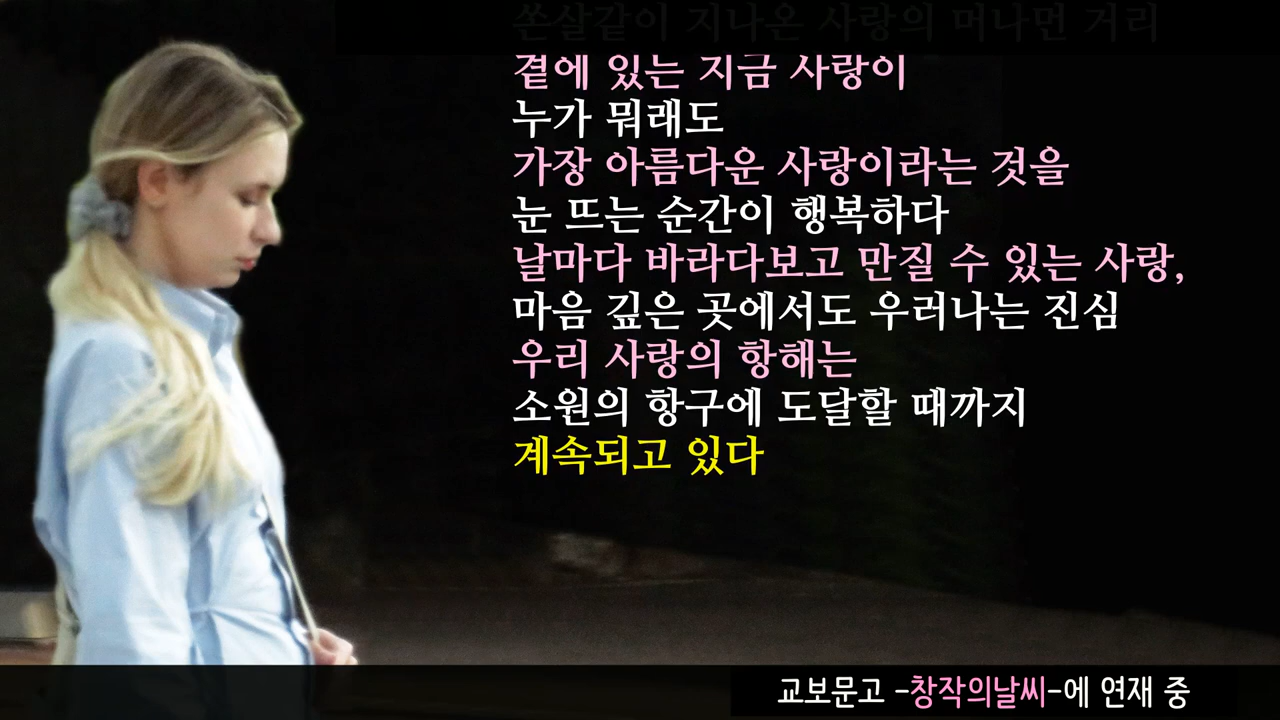 쏜살같이 지나온 사랑의 머나먼 거리
곁에 있는 지금 사랑이
누가 뭐래도
가장 아름다운 사랑이라는 것을
눈 뜨는 순간이 행복하다
날마다 바라다보고 만질 수 있는 사랑,
마음 깊은 곳에서도 우러나는 진심
우리 사랑의 항해는
소원의 항구에 도달할 때까지
계속되고 있다
교보문고 -창작의날씨-에 연재 중